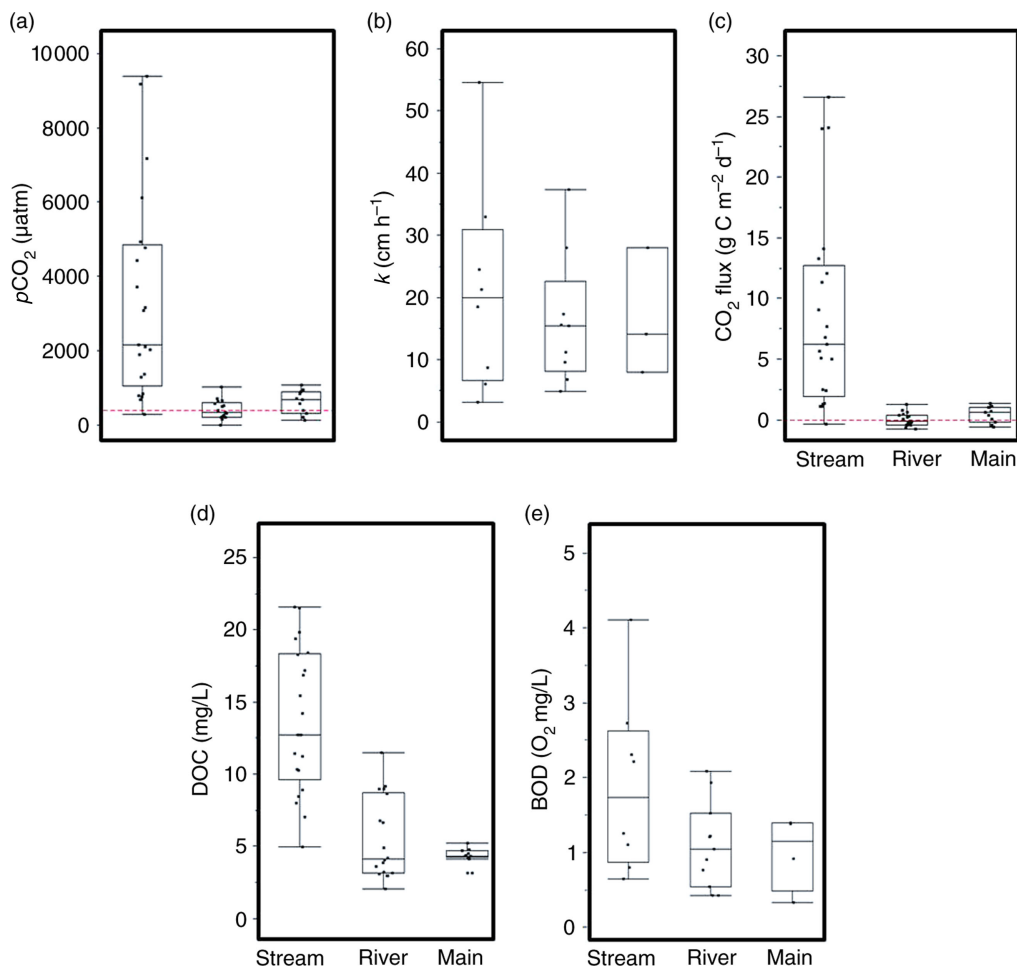 (a)
10 000
8000
6000
4000
2000
0
pCO₂ (µatm)
(b)
60
50
40
30
20
10
0
k (cm h⁻¹)
(c)
30
25
20
15
10
5
0
CO₂ flux (g C m⁻² d⁻¹)
Stream River Main
(d)
25
20
15
10
5
0
DOC (mg/L)
Stream River Main
(e)
5
4
3
2
1
0
BOD (O₂ mg/L)
Stream River Main